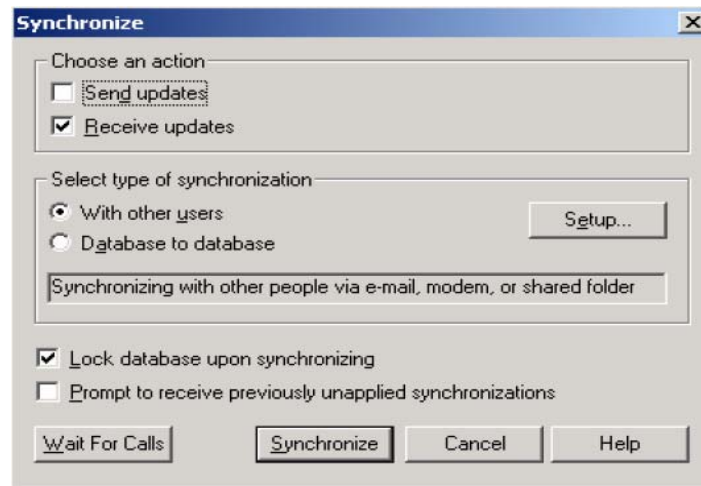 Synchronize
Choose an action
Send updates
Receive updates
Select type of synchronization
With other users
Setup...
Database to database
Synchronizing with other people via e-mail, modem, or shared folder
Lock database upon synchronizing
Prompt to receive previously unapplied synchronizations
Wait For Calls Synchronize Cancel Help